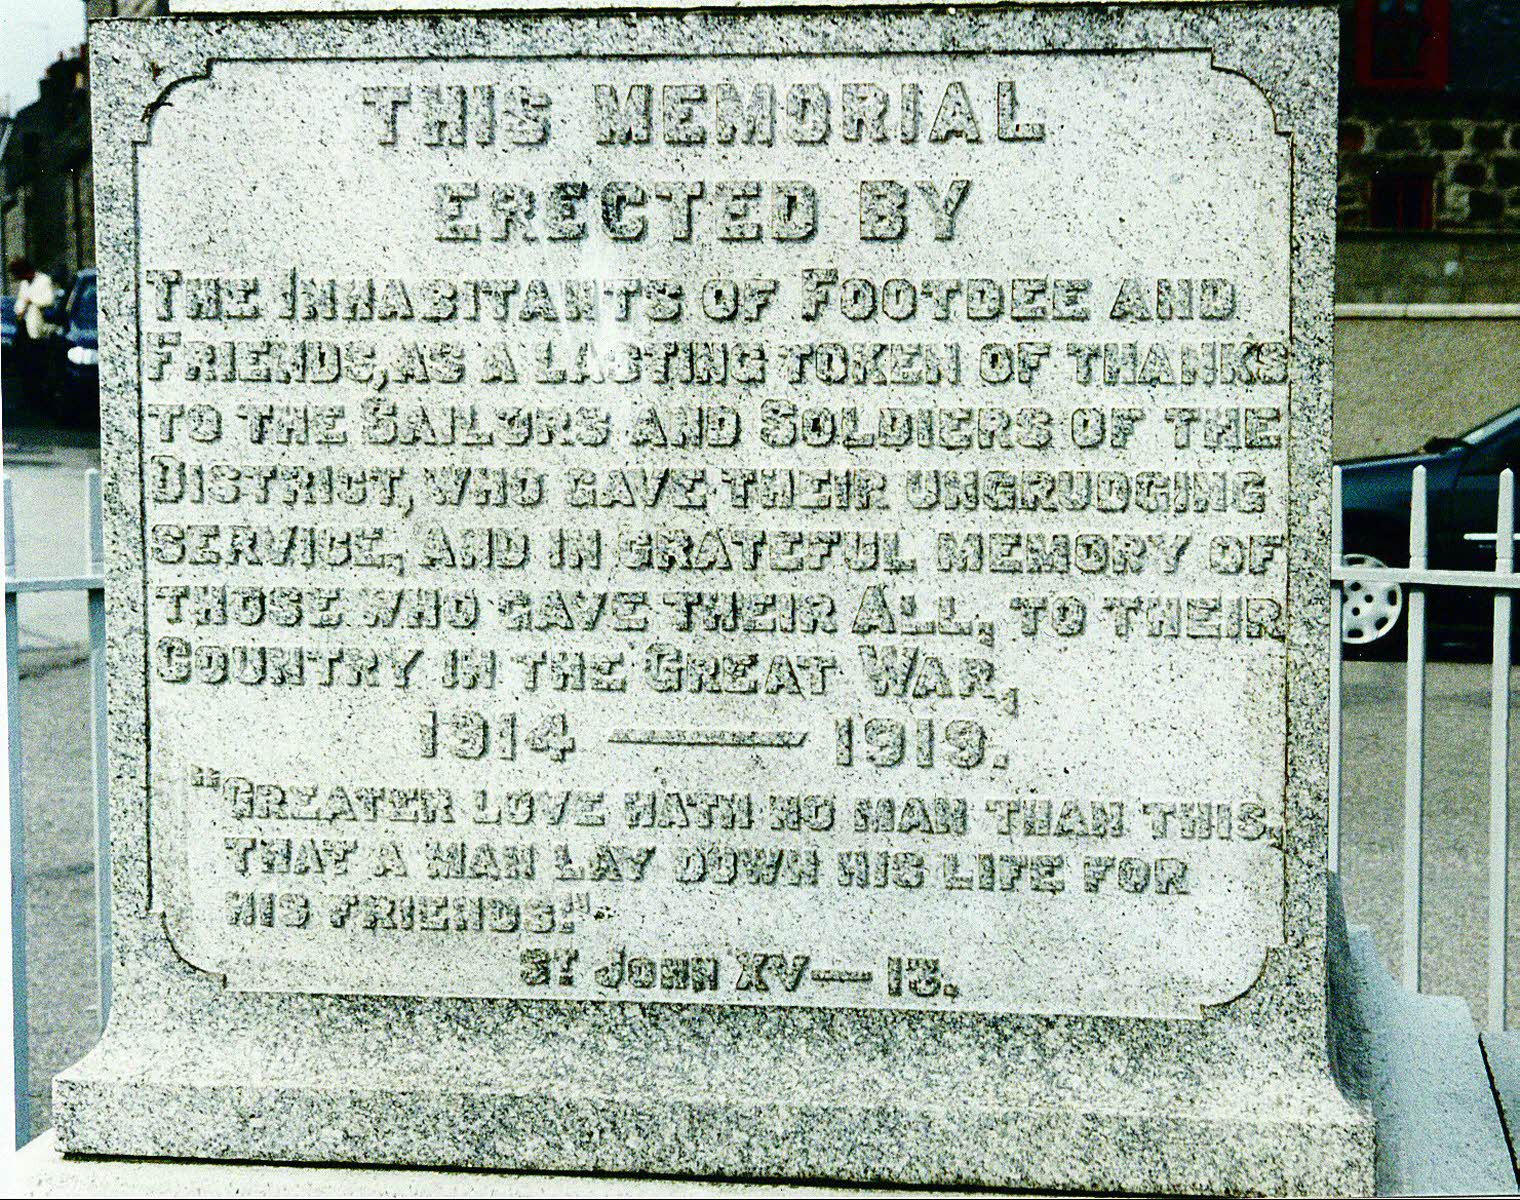 THIS MEMORIAL
ERECTED BY
THE INHABITANTS OF FOOTDEE AND
FRIENDS, AS A LASTING TOKEN OF THANKS
TO THE SAILORS AND SOLDIERS OF THE
DISTRICT, WHO GAVE THEIR UNGRUDGING
SERVICE, AND IN GRATEFUL MEMORY OF
THOSE WHO GAVE THEIR ALL, TO THEIR
COUNTRY IN THE GREAT WAR,
1914 — 1919.
"GREATER LOVE HATH NO MAN THAN THIS,
THAT A MAN LAY DOWN HIS LIFE FOR
HIS FRIENDS."
ST JOHN XV — 13.